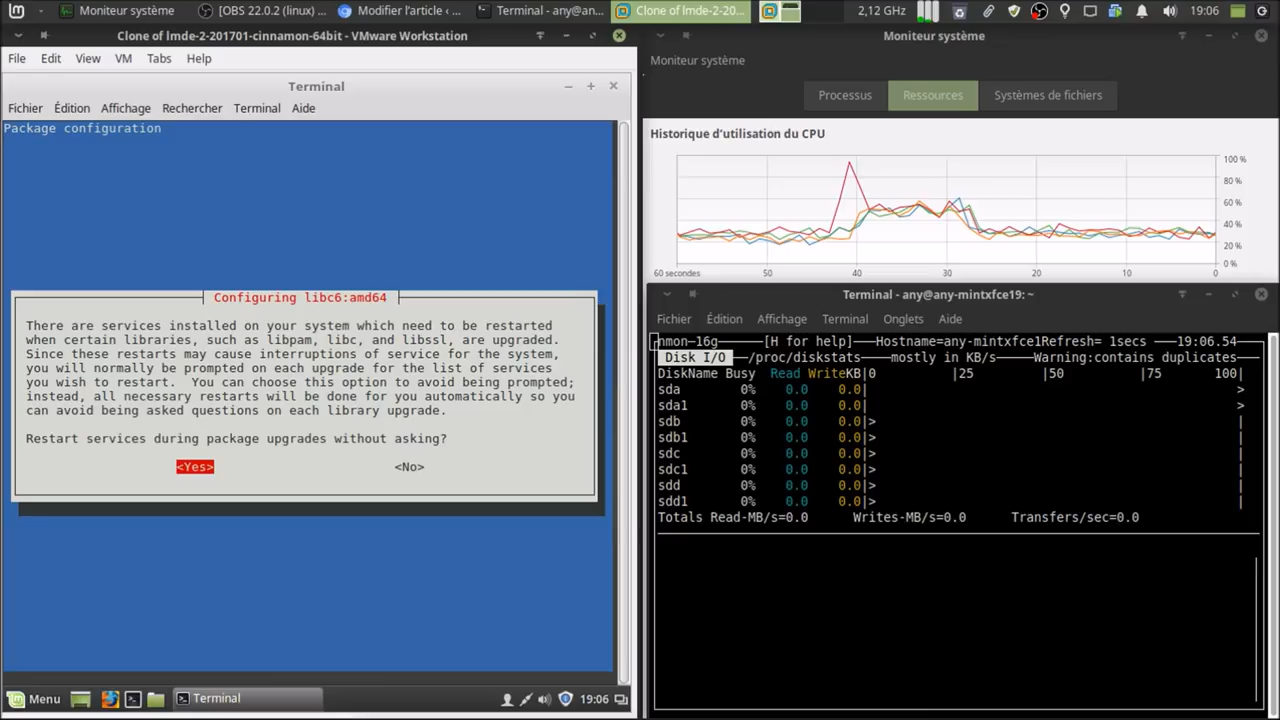 Moniteur système
[OBS 22.0.2 (linux) ...
Modifier l'article ‹ ...
Terminal - any@an...
Clone of lmde-2-20...
2,12 GHz
19:06
Clone of lmde-2-201701-cinnamon-64bit - VMware Workstation
File Edit View VM Tabs Help
Terminal
Fichier Édition Affichage Rechercher Terminal Aide
Package configuration
Configuring libc6:amd64
There are services installed on your system which need to be restarted
when certain libraries, such as libpam, libc, and libssl, are upgraded.
Since these restarts may cause interruptions of service for the system,
you will normally be prompted on each upgrade for the list of services
you wish to restart.  You can choose this option to avoid being prompted;
instead, all necessary restarts will be done for you automatically so you
can avoid being asked questions on each library upgrade.
Restart services during package upgrades without asking?
<Yes> <No>
Menu
Terminal
19:06
Moniteur système
Moniteur système
Processus Ressources Systèmes de fichiers
Historique d'utilisation du CPU
100 %
80 %
60 %
40 %
20 %
0 %
60 secondes 50 40 30 20 10 0
Terminal - any@any-mintxfce19: ~
Fichier Édition Affichage Terminal Onglets Aide
nmon—16g——————[H for help]———Hostname=any-mintxfce1Refresh= 1secs ———19:06.54———
Disk I/O ——/proc/diskstats————mostly in KB/s—————Warning:contains duplicates——
DiskName Busy Read WriteKB|0 |25 |50 |75 100|
sda 0% 0.0 0.0| >
sda1 0% 0.0 0.0| >
sdb 0% 0.0 0.0|> |
sdb1 0% 0.0 0.0|> |
sdc 0% 0.0 0.0|> |
sdc1 0% 0.0 0.0|> |
sdd 0% 0.0 0.0|> |
sdd1 0% 0.0 0.0|> |
Totals Read-MB/s=0.0 Writes-MB/s=0.0 Transfers/sec=0.0